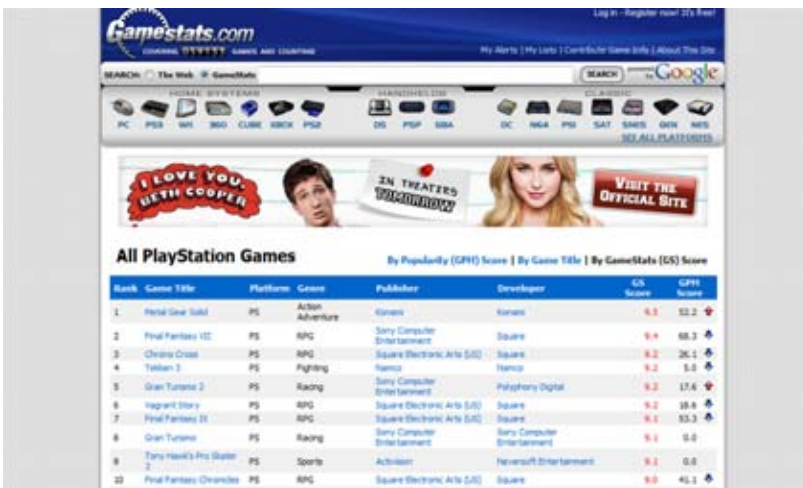 Log in - Register now! It's free!
Gamestats.com
COVERING GAMES AND COUNTING
My Alerts | My Lists | Contribute Game Info | About This Site
SEARCH: The Web GameStats SEARCH Google
HOME SYSTEMS HANDHELDS CLASSIC
PC PS3 WII 360 CUBE XBOX PS2 DS PSP GBA DC N64 PS1 SAT SNES GEN NES
SEE ALL PLATFORMS
I LOVE YOU,
BETH COOPER
IN THEATERS
TOMORROW
VISIT THE
OFFICIAL SITE
All PlayStation Games
By Popularity (GPM) Score | By Game Title | By GameStats (GS) Score
Rank Game Title Platform Genre Publisher Developer GS Score GPM Score
1 Metal Gear Solid PS Action Adventure Konami Konami 9.5 52.2
2 Final Fantasy VII PS RPG Sony Computer Entertainment Square 9.4 68.3
3 Chrono Cross PS RPG Square Electronic Arts (US) Square 9.2 26.1
4 Tekken 3 PS Fighting Namco Namco 9.2 5.0
5 Gran Turismo 2 PS Racing Sony Computer Entertainment Polyphony Digital 9.2 17.6
6 Vagrant Story PS RPG Square Electronic Arts (US) Square 9.2 18.6
7 Final Fantasy IX PS RPG Square Electronic Arts (US) Square 9.1 53.3
8 Gran Turismo PS Racing Sony Computer Entertainment Sony Computer Entertainment 9.1 0.0
9 Tony Hawk's Pro Skater 2 PS Sports Activision Neversoft Entertainment 9.1 0.0
10 Final Fantasy Chronicles PS RPG Square Electronic Arts (US) Square 9.0 41.1